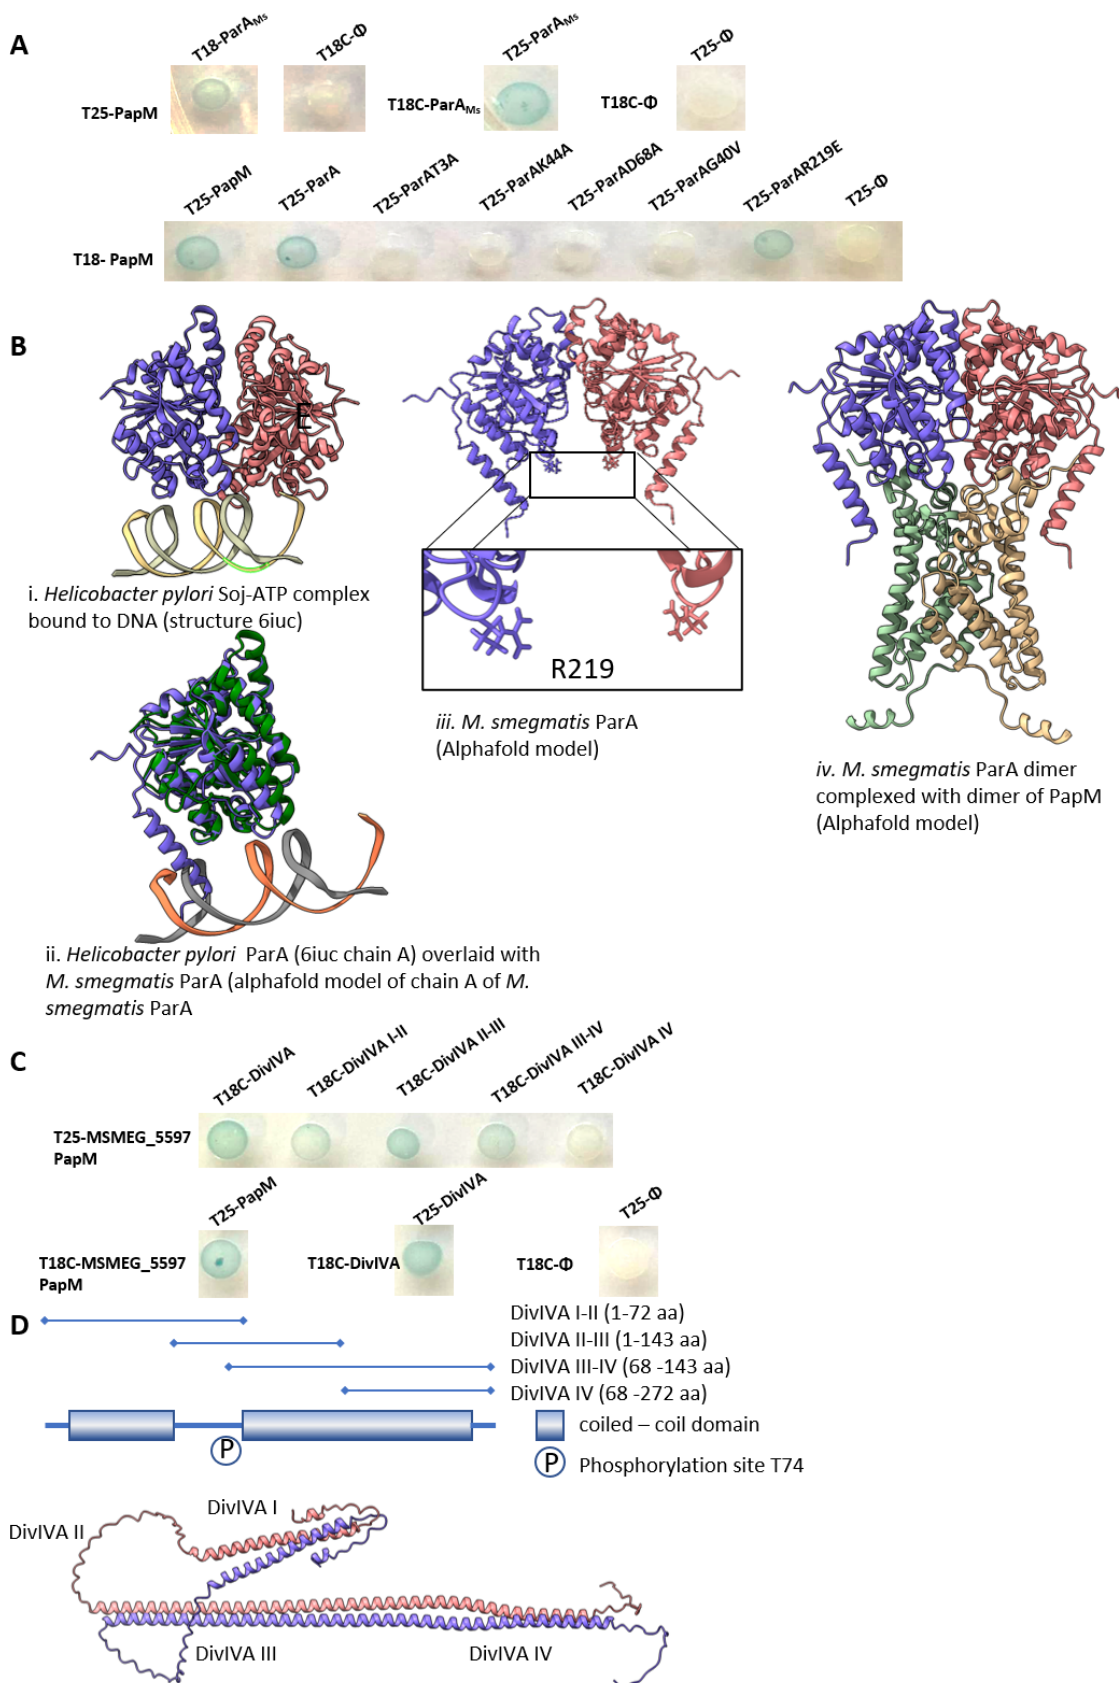 A
T18-ParAMs
T18C-Φ
T25-ParAMs
T25-Φ
T25-PapM
T18C-ParAMs
T18C-Φ
T25-PapM
T25-ParA
T25-ParAT3A
T25-ParAK44A
T25-ParAD68A
T25-ParAG40V
T25-ParAR219E
T25-Φ
T18- PapM
B
E
i. Helicobacter pylori Soj-ATP complex
bound to DNA (structure 6iuc)
R219
iii. M. smegmatis ParA
(Alphafold model)
iv. M. smegmatis ParA dimer
complexed with dimer of PapM
(Alphafold model)
ii. Helicobacter pylori ParA (6iuc chain A) overlaid with
M. smegmatis ParA (alphafold model of chain A of M.
smegmatis ParA
C
T18C-DivIVA
T18C-DivIVA I-II
T18C-DivIVA II-III
T18C-DivIVA III-IV
T18C-DivIVA IV
T25-MSMEG_5597
PapM
T25-PapM
T25-DivIVA
T25-Φ
T18C-MSMEG_5597
PapM
T18C-DivIVA
T18C-Φ
D
DivIVA I-II (1-72 aa)
DivIVA II-III (1-143 aa)
DivIVA III-IV (68 -143 aa)
DivIVA IV (68 -272 aa)
coiled – coil domain
P
P
Phosphorylation site T74
DivIVA I
DivIVA II
DivIVA III
DivIVA IV